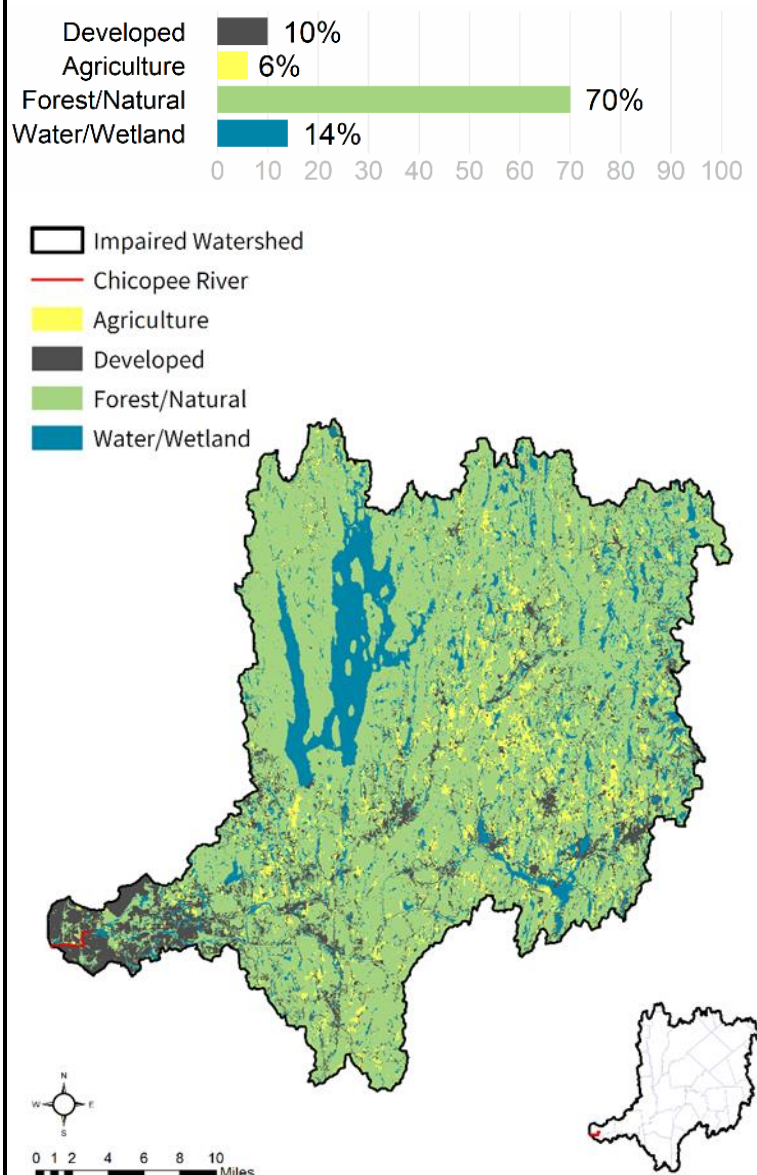 Developed 10%
Agriculture 6%
Forest/Natural 70%
Water/Wetland 14%
0 10 20 30 40 50 60 70 80 90 100
Impaired Watershed
Chicopee River
Agriculture
Developed
Forest/Natural
Water/Wetland
N
W E
S
0 1 2 4 6 8 10
Miles